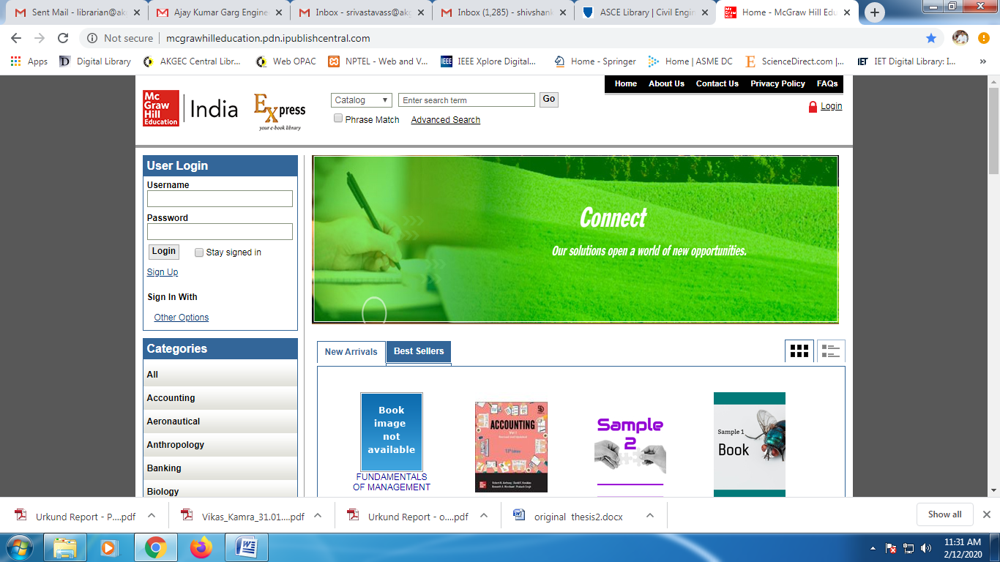 Sent Mail - librarian@akg
Ajay Kumar Garg Enginee
Inbox - srivastavass@akg
Inbox (1,285) - shivshank
ASCE Library | Civil Engin
Home - McGraw Hill Edu
Not secure
mcgrawhilleducation.pdn.ipublishcentral.com
Apps
Digital Library
AKGEC Central Libr...
Web OPAC
NPTEL - Web and V...
IEEE Xplore Digital...
Home - Springer
Home | ASME DC
ScienceDirect.com |...
IET Digital Library: I...
Mc
Graw
Hill
Education
India
Express
your e-book library
Catalog
Enter search term
Go
Phrase Match
Advanced Search
Home About Us Contact Us Privacy Policy FAQs
Login
User Login
Username
Password
Login
Stay signed in
Sign Up
Sign In With
Other Options
Connect
Our solutions open a world of new opportunities.
Categories
All
Accounting
Aeronautical
Anthropology
Banking
Biology
New Arrivals
Best Sellers
Book
image
not
available
FUNDAMENTALS
OF MANAGEMENT
ACCOUNTING
Sample
2
Sample 1
Book
Urkund Report - P....pdf
Vikas_Kamra_31.01....pdf
Urkund Report - o....pdf
original thesis2.docx
Show all
11:31 AM
2/12/2020